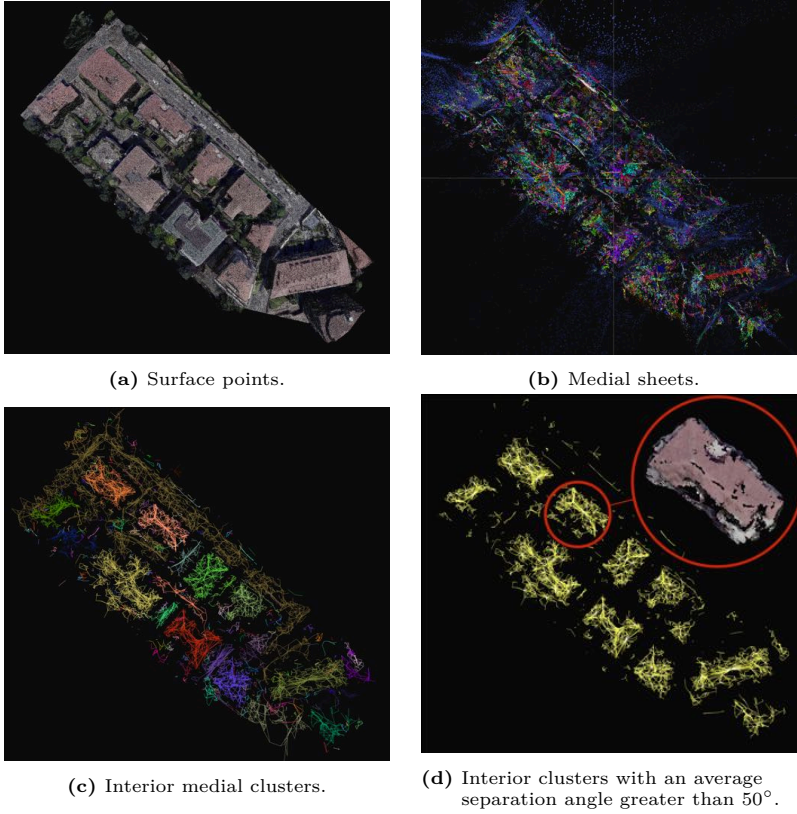 (a) Surface points.
(b) Medial sheets.
(c) Interior medial clusters.
(d) Interior clusters with an average
separation angle greater than 50°.